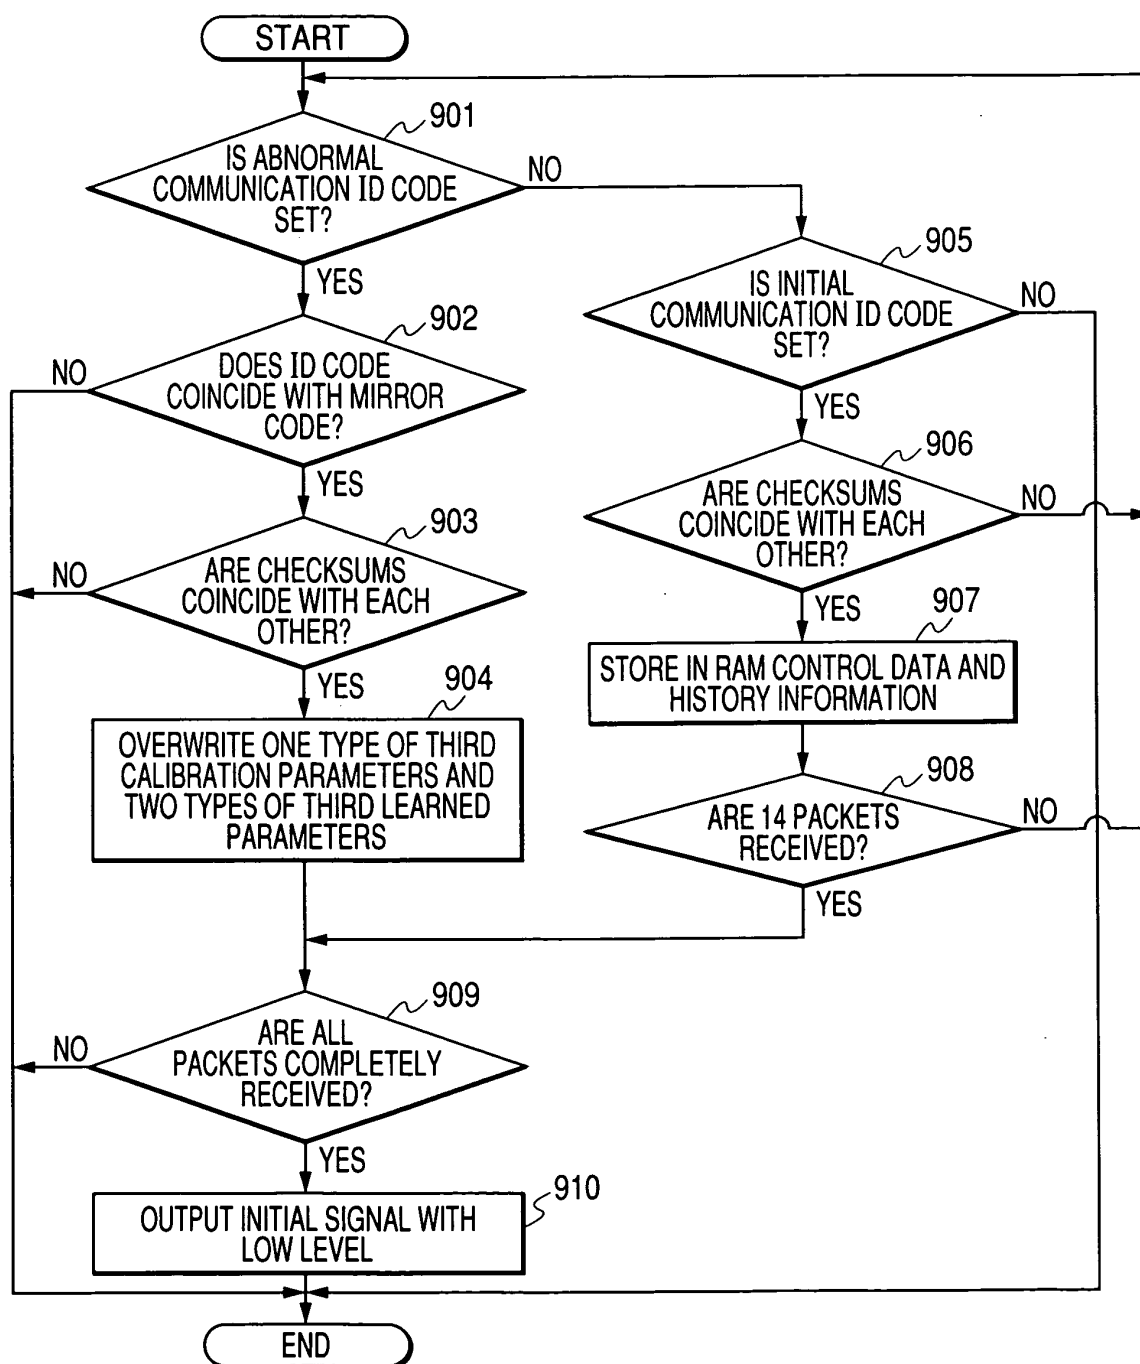 START
901
IS ABNORMAL
COMMUNICATION ID CODE
SET?
NO
YES
902
DOES ID CODE
COINCIDE WITH MIRROR
CODE?
NO
YES
903
ARE CHECKSUMS
COINCIDE WITH EACH
OTHER?
NO
YES
904
OVERWRITE ONE TYPE OF THIRD
CALIBRATION PARAMETERS AND
TWO TYPES OF THIRD LEARNED
PARAMETERS
905
IS INITIAL
COMMUNICATION ID CODE
SET?
NO
YES
906
ARE CHECKSUMS
COINCIDE WITH EACH
OTHER?
NO
YES
907
STORE IN RAM CONTROL DATA AND
HISTORY INFORMATION
908
ARE 14 PACKETS
RECEIVED?
NO
YES
909
ARE ALL
PACKETS COMPLETELY
RECEIVED?
NO
YES
910
OUTPUT INITIAL SIGNAL WITH
LOW LEVEL
END